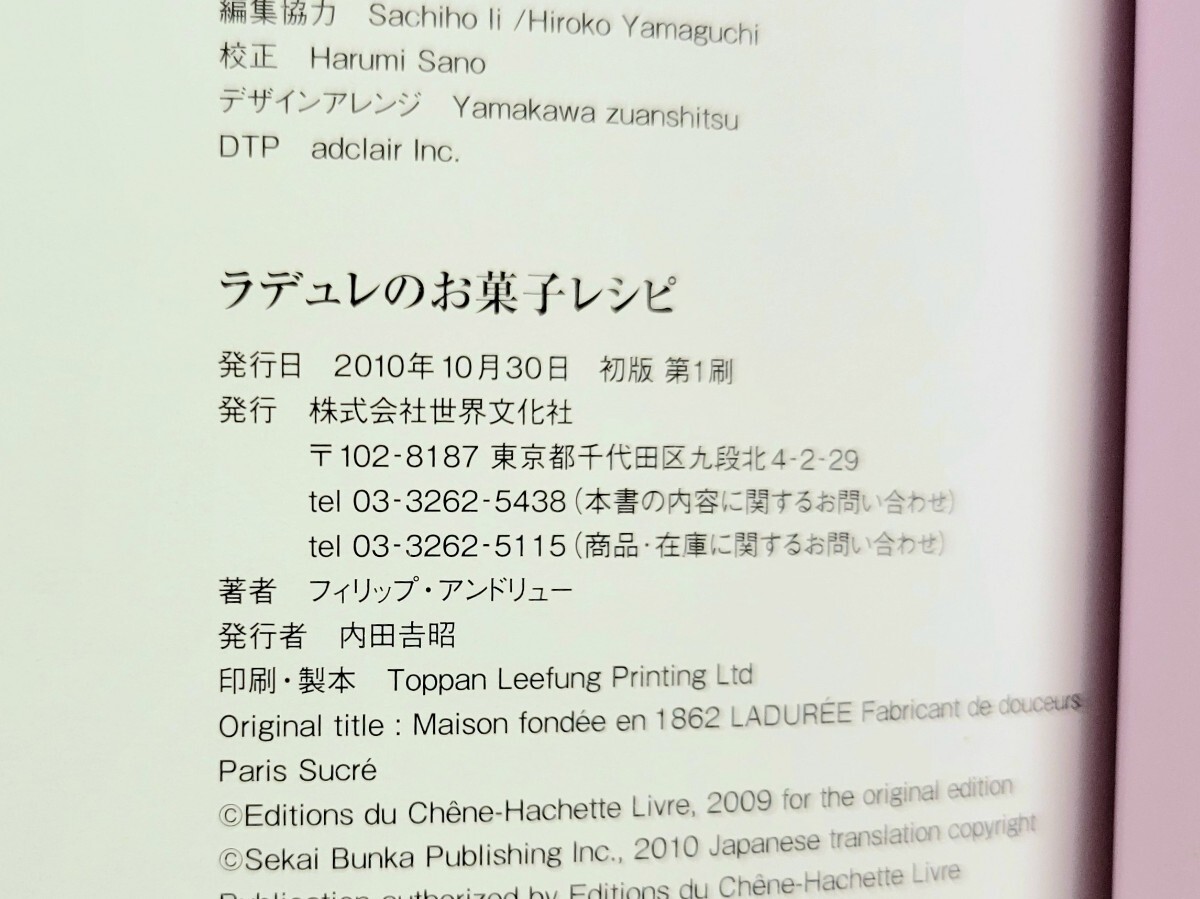 編集協力　Sachiho Ii /Hiroko Yamaguchi
校正　Harumi Sano
デザインアレンジ　Yamakawa zuanshitsu
DTP　adclair Inc.
ラデュレのお菓子レシピ
発行日　2010年10月30日　初版 第1刷
発行　株式会社世界文化社
〒102-8187 東京都千代田区九段北4-2-29
tel 03-3262-5438（本書の内容に関するお問い合わせ）
tel 03-3262-5115（商品・在庫に関するお問い合わせ）
著者　フィリップ・アンドリュー
発行者　内田𠮷昭
印刷・製本　Toppan Leefung Printing Ltd
Original title : Maison fondée en 1862 LADURÉE Fabricant de douceurs
Paris Sucré
©Editions du Chêne-Hachette Livre, 2009 for the original edition
©Sekai Bunka Publishing Inc., 2010 Japanese translation copyright
Publication authorized by Editions du Chêne-Hachette Livre